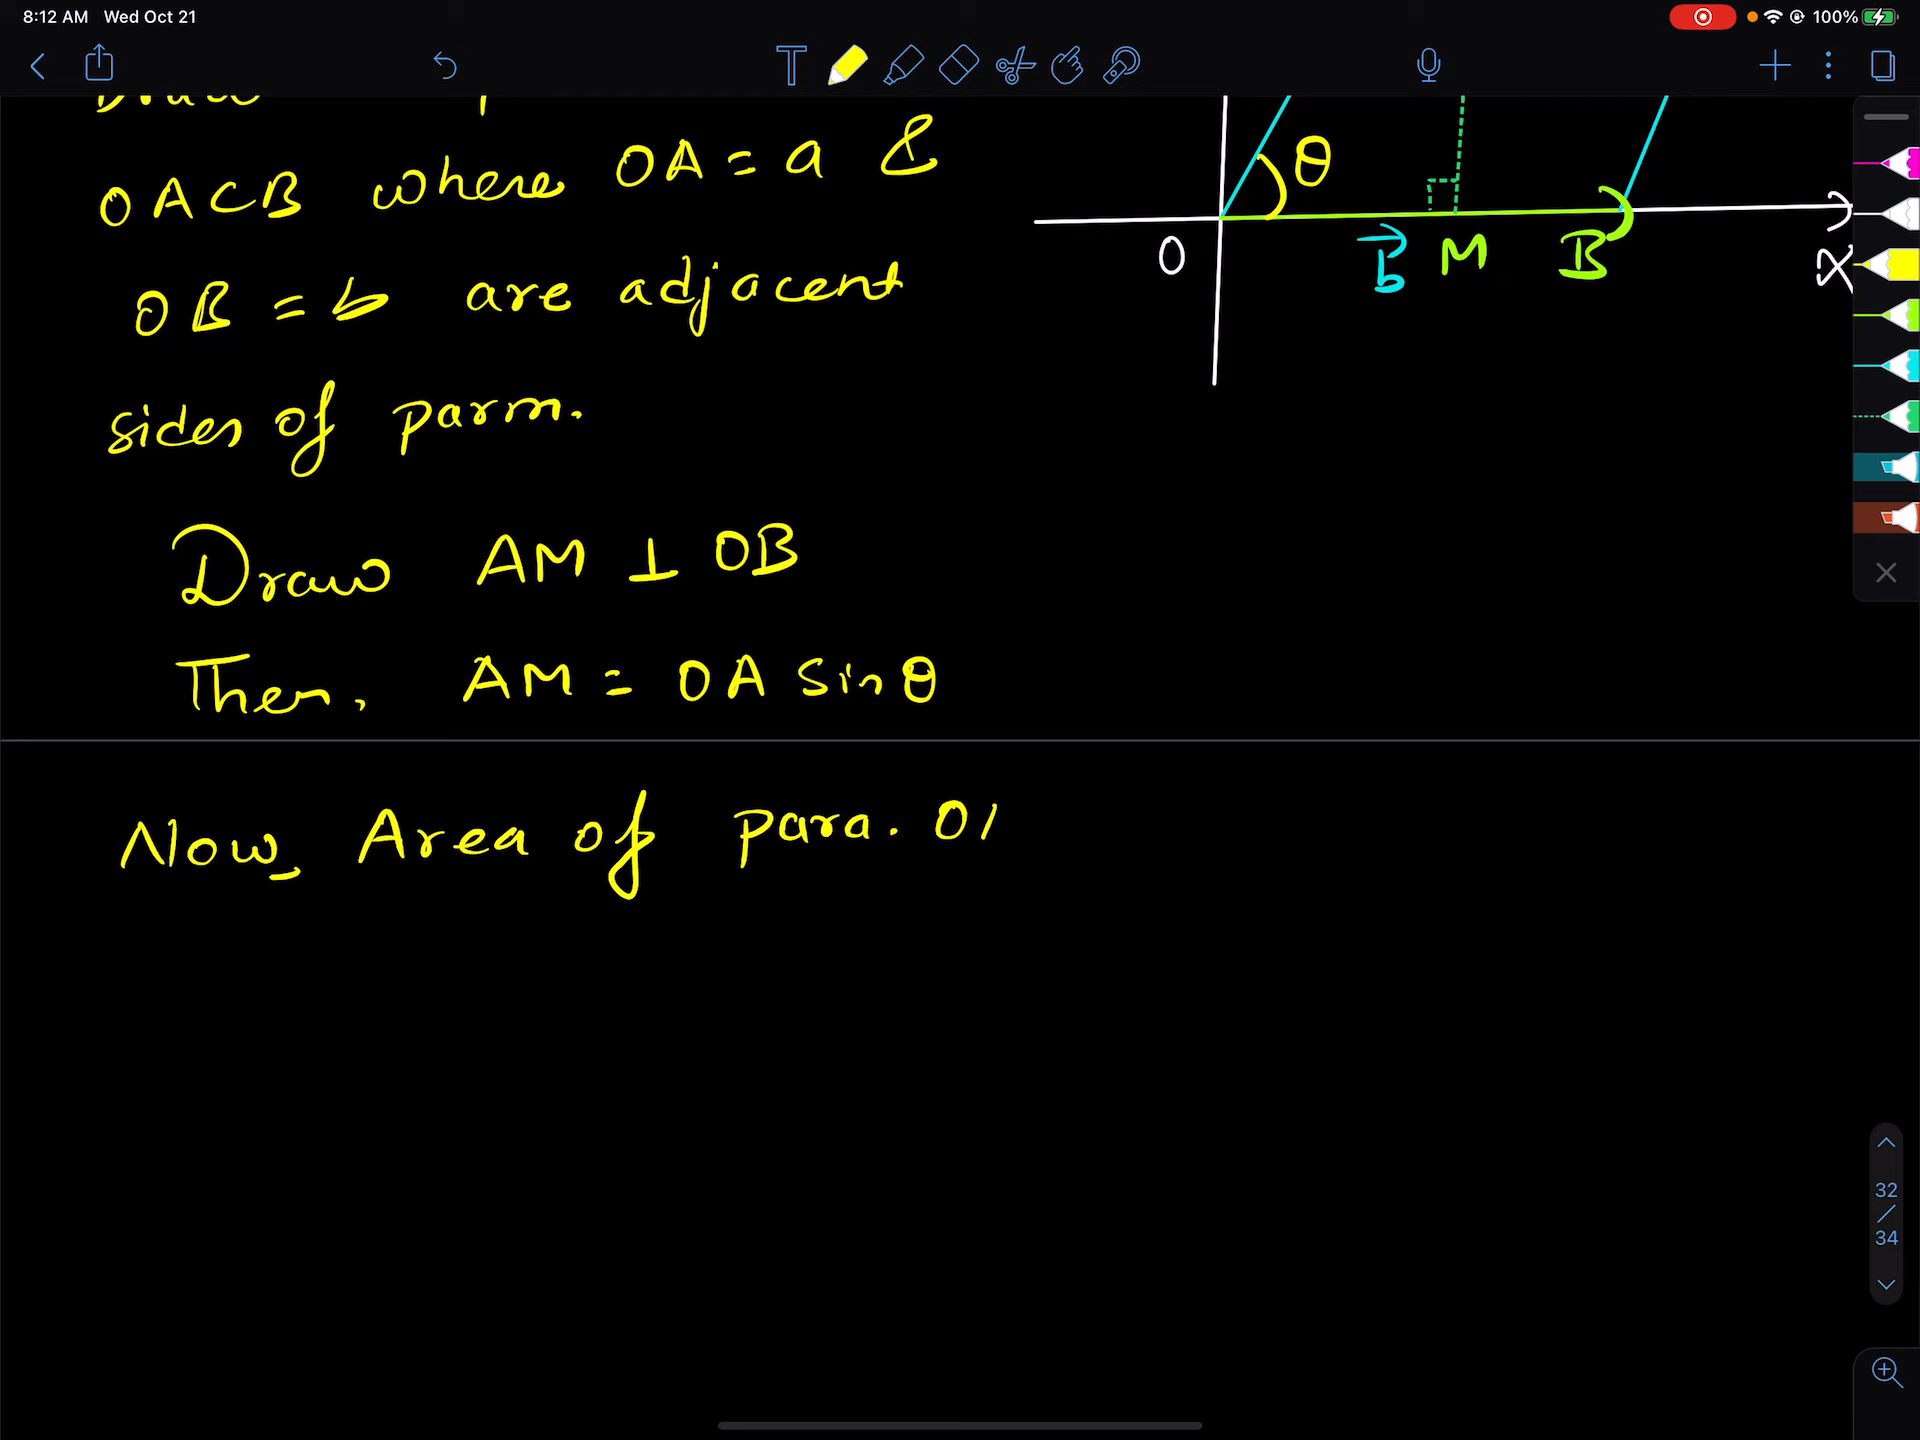 8:12 AM Wed Oct 21
100%
T
OACB where OA = a &
OB = b are adjacent
sides of parm.
Draw AM ⊥ OB
Then, AM = OA sinθ
Now, Area of para. O
θ
O b⃗ M B X
32
/
34